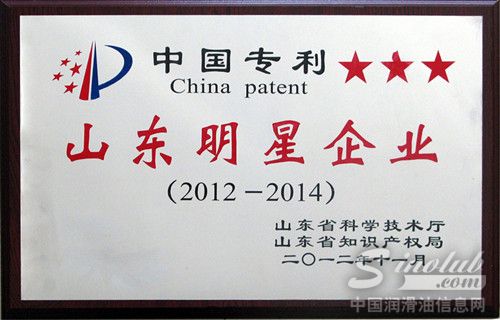 中国专利★★★
China patent
山东明星企业
(2012-2014)
山东省科学技术厅
山东省知识产权局
二〇一二年十一月
Sinolub.com
中国润滑油信息网